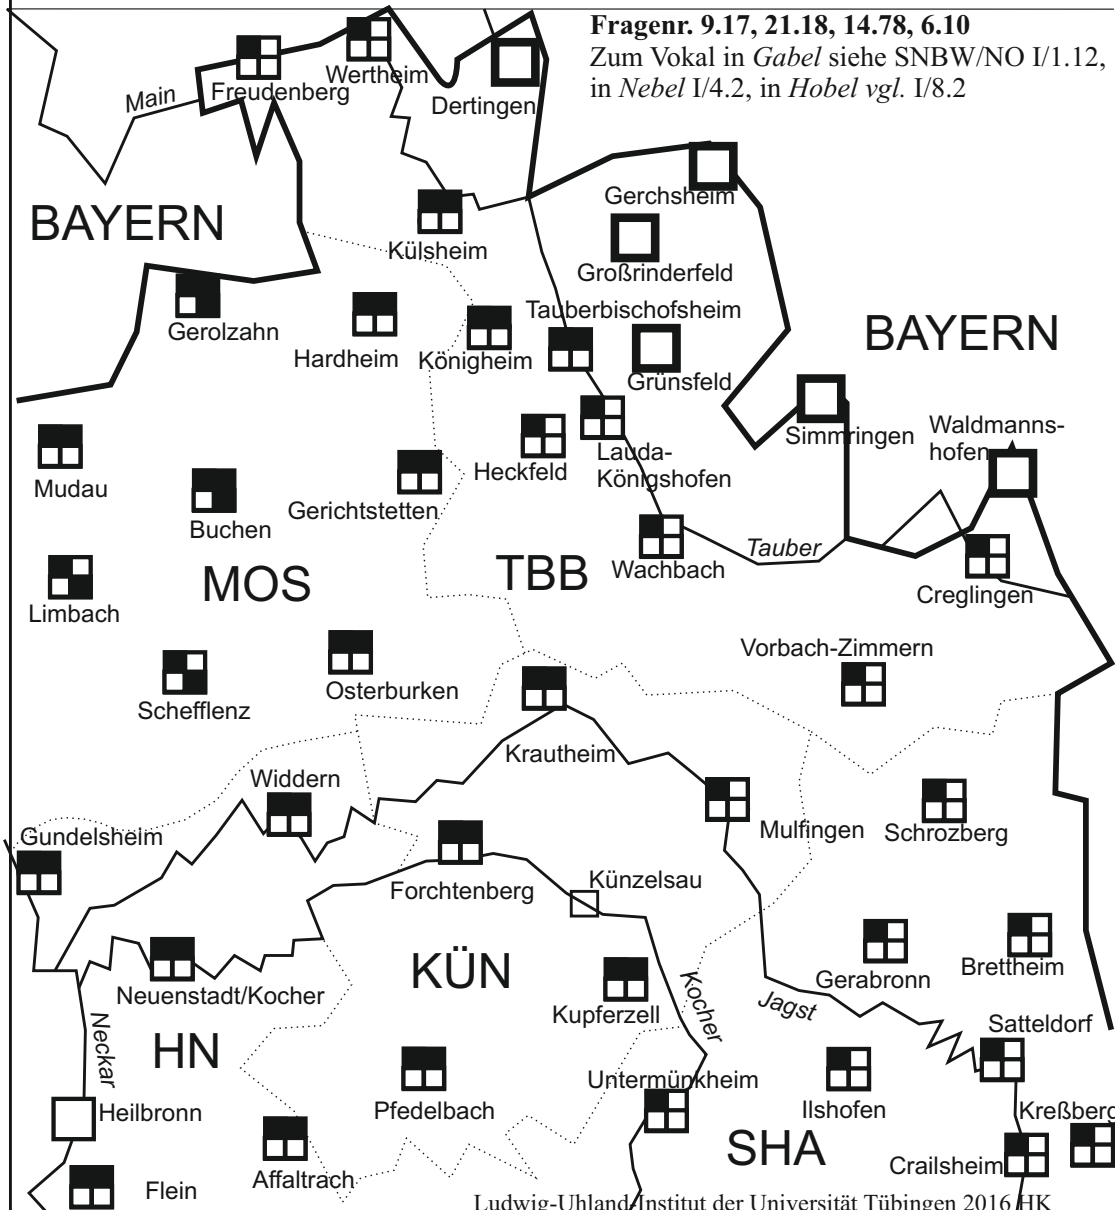 Fragenr. 9.17, 21.18, 14.78, 6.10
Zum Vokal in Gabel siehe SNBW/NO I/1.12,
in Nebel I/4.2, in Hobel vgl. I/8.2
Main
Freudenberg
Wertheim
Dertingen
BAYERN
Külsheim
Gerchsheim
Großrinderfeld
Gerolzahn
Hardheim
Königheim
Tauberbischofsheim
Grünsfeld
BAYERN
Simmringen
Waldmanns-
hofen
Mudau
Buchen
Gerichtstetten
Heckfeld
Lauda-
Königshofen
Limbach
MOS
TBB
Wachbach
Tauber
Creglingen
Schefflenz
Osterburken
Vorbach-Zimmern
Krautheim
Widdern
Gundelsheim
Mulfingen
Schrozberg
Forchtenberg
Künzelsau
Neuenstadt/Kocher
KÜN
Kupferzell
Kocher
Gerabronn
Brettheim
Jagst
Neckar
HN
Satteldorf
Heilbronn
Pfedelbach
Untermünkheim
Ilshofen
Kreßberg
Affaltrach
SHA
Crailsheim
Flein
Ludwig-Uhland-Institut der Universität Tübingen 2016 HK